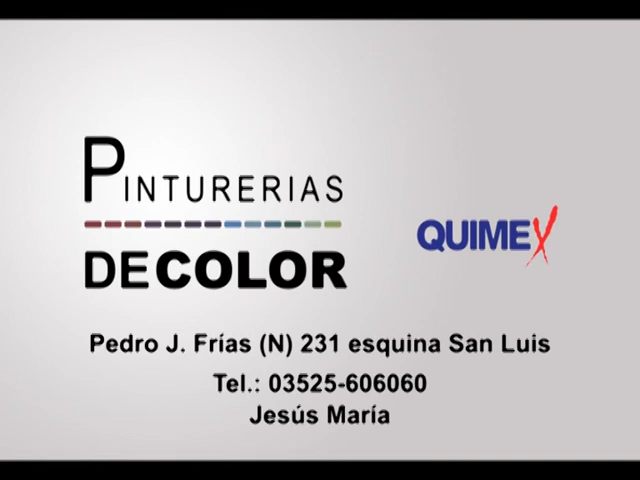 PINTURERIAS
DECOLOR
QUIMEX
Pedro J. Frías (N) 231 esquina San Luis
Tel.: 03525-606060
Jesús María